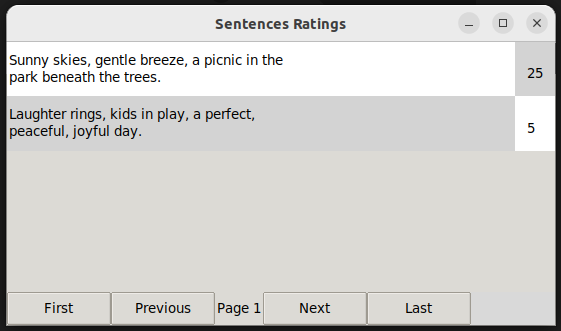 Sentences Ratings
Sunny skies, gentle breeze, a picnic in the
park beneath the trees.
25
Laughter rings, kids in play, a perfect,
peaceful, joyful day.
5
First Previous Page 1 Next Last